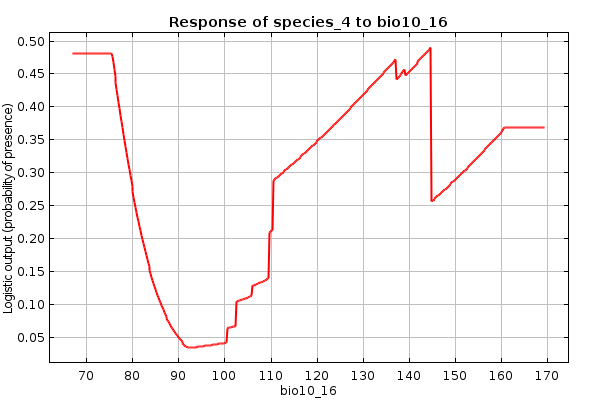 Response of species_4 to bio10_16
Logistic output (probability of presence)
0.50
0.45
0.40
0.35
0.30
0.25
0.20
0.15
0.10
0.05
70 80 90 100 110 120 130 140 150 160 170
bio10_16